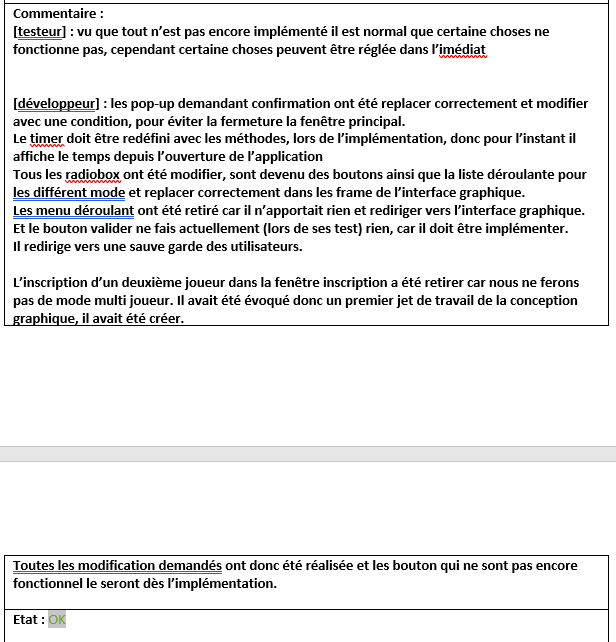 Commentaire :
[testeur] : vu que tout n'est pas encore implémenté il est normal que certaine choses ne
fonctionne pas, cependant certaine choses peuvent être réglée dans l'imédiat
[développeur] : les pop-up demandant confirmation ont été replacer correctement et modifier
avec une condition, pour éviter la fermeture la fenêtre principal.
Le timer doit être redéfini avec les méthodes, lors de l'implémentation, donc pour l'instant il
affiche le temps depuis l'ouverture de l'application
Tous les radiobox ont été modifier, sont devenu des boutons ainsi que la liste déroulante pour
les différent mode et replacer correctement dans les frame de l'interface graphique.
Les menu déroulant ont été retiré car il n'apportait rien et rediriger vers l'interface graphique.
Et le bouton valider ne fais actuellement (lors de ses test) rien, car il doit être implémenter.
Il redirige vers une sauve garde des utilisateurs.
L'inscription d'un deuxième joueur dans la fenêtre inscription a été retirer car nous ne ferons
pas de mode multi joueur. Il avait été évoqué donc un premier jet de travail de la conception
graphique, il avait été créer.
Toutes les modification demandés ont donc été réalisée et les bouton qui ne sont pas encore
fonctionnel le seront dès l'implémentation.
Etat : OK